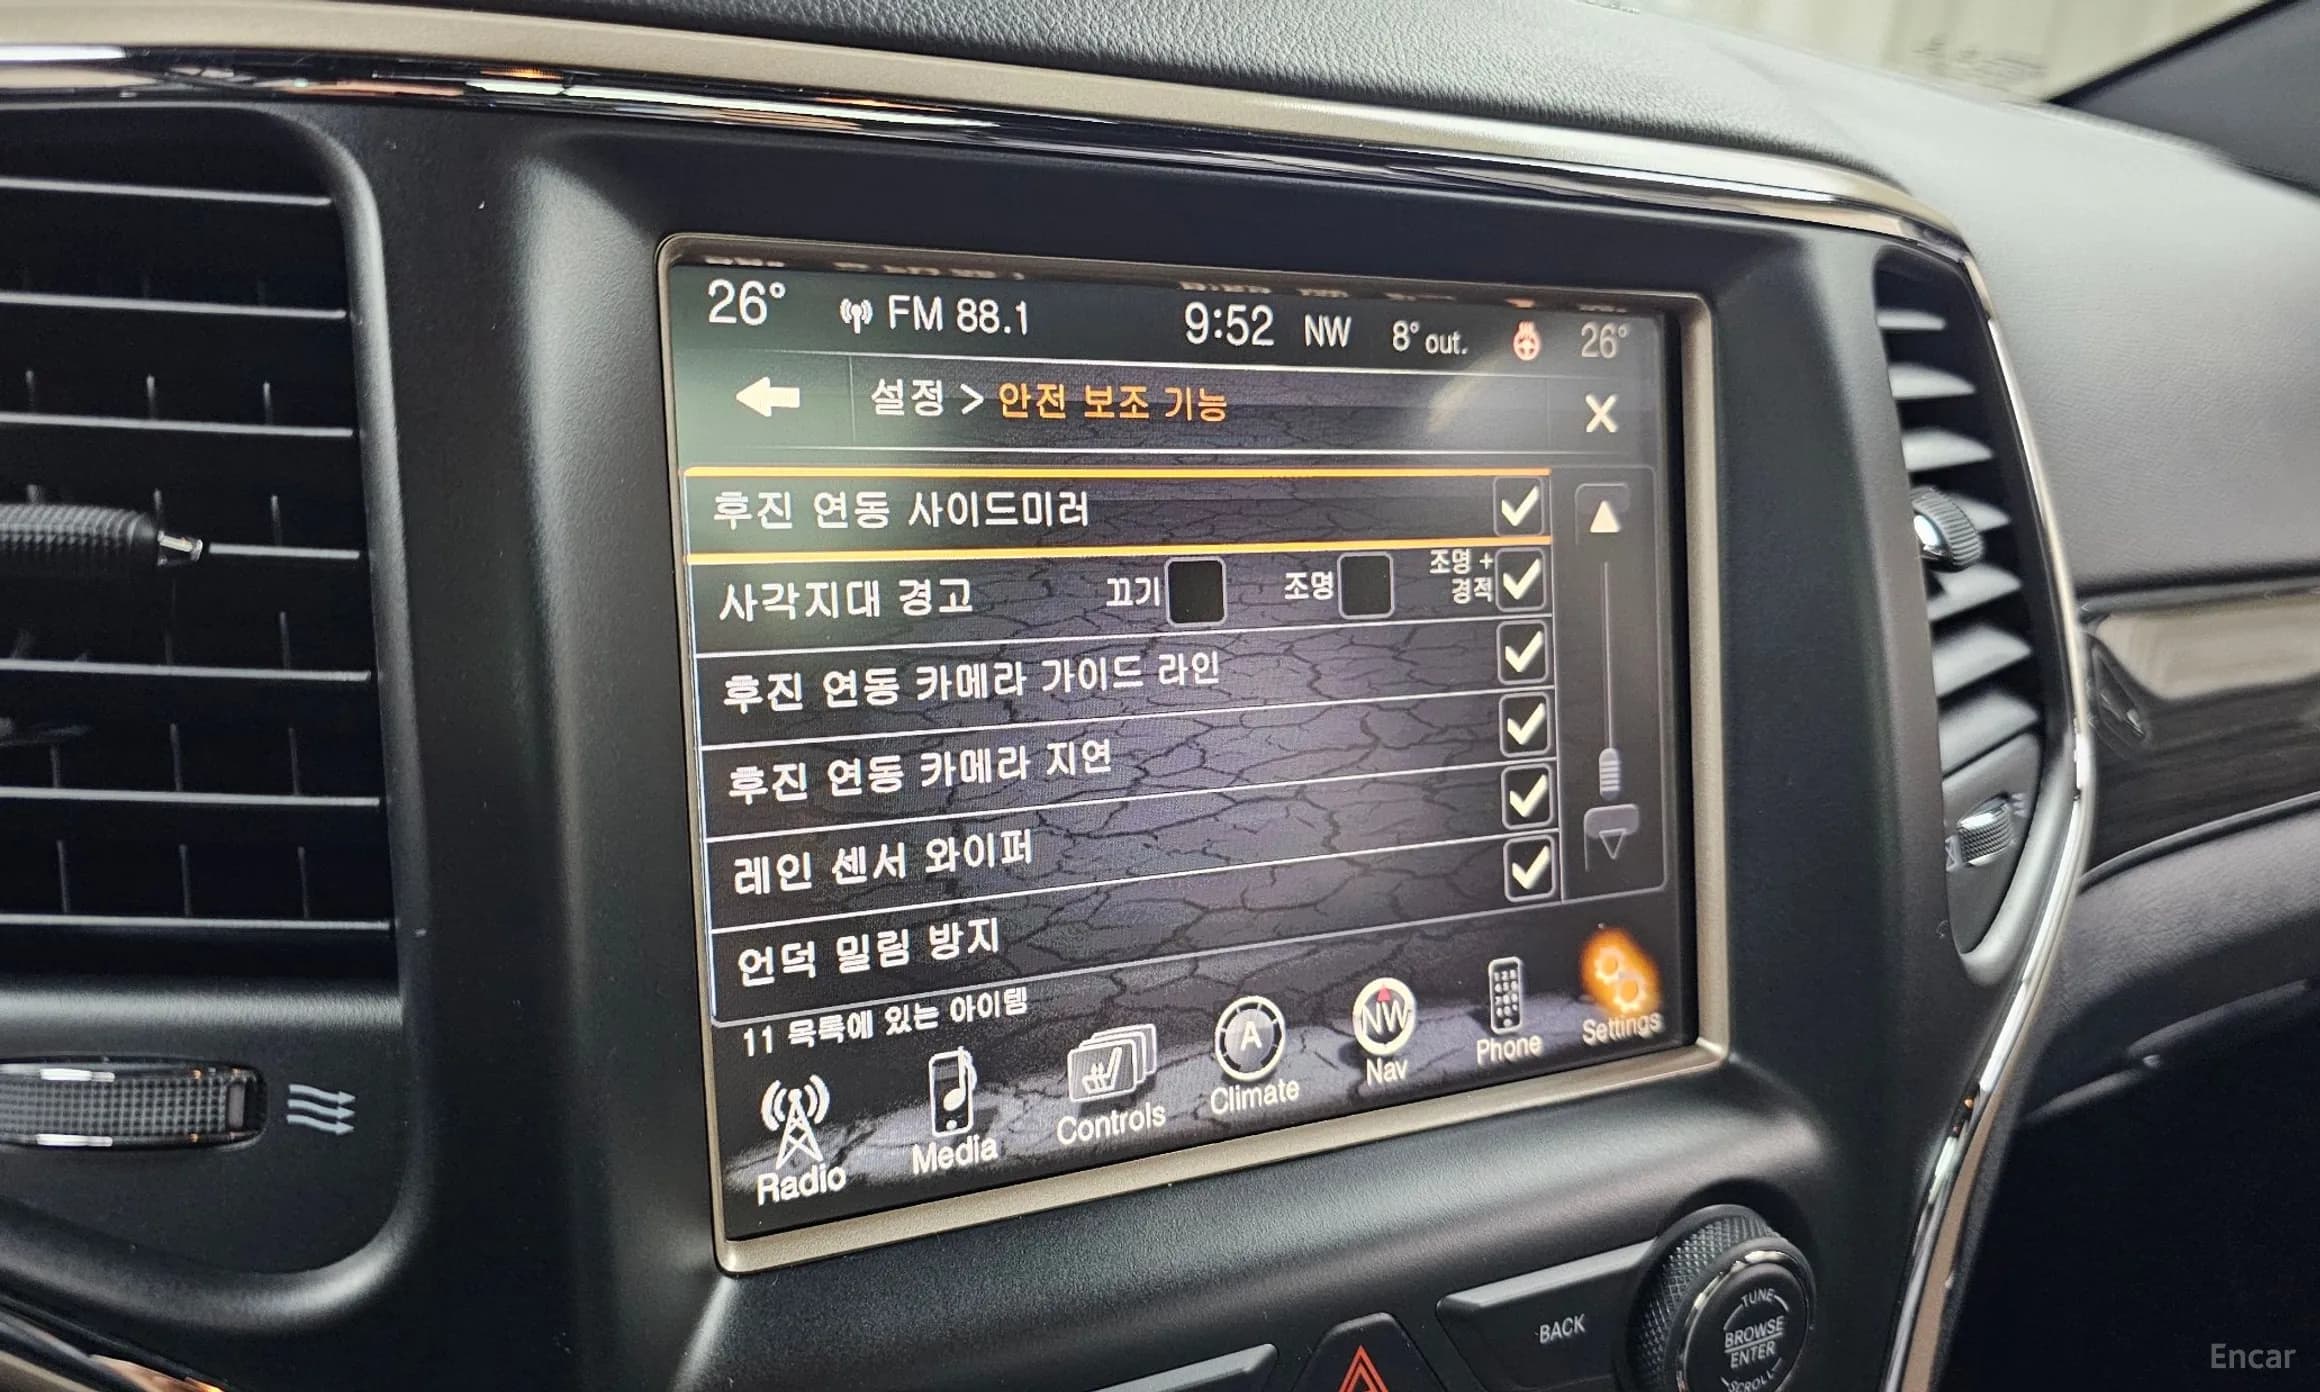 26° FM 88.1 9:52 NW 8° out. 26°
설정 > 안전 보조 기능 X
후진 연동 사이드미러
사각지대 경고 끄기 조명 조명 +
경적
후진 연동 카메라 가이드 라인
후진 연동 카메라 지연
레인 센서 와이퍼
언덕 밀림 방지
11 목록에 있는 아이템
Radio Media Controls A Climate NW Nav Phone Settings
BACK
TUNE
BROWSE
ENTER
SCROLL
Encar